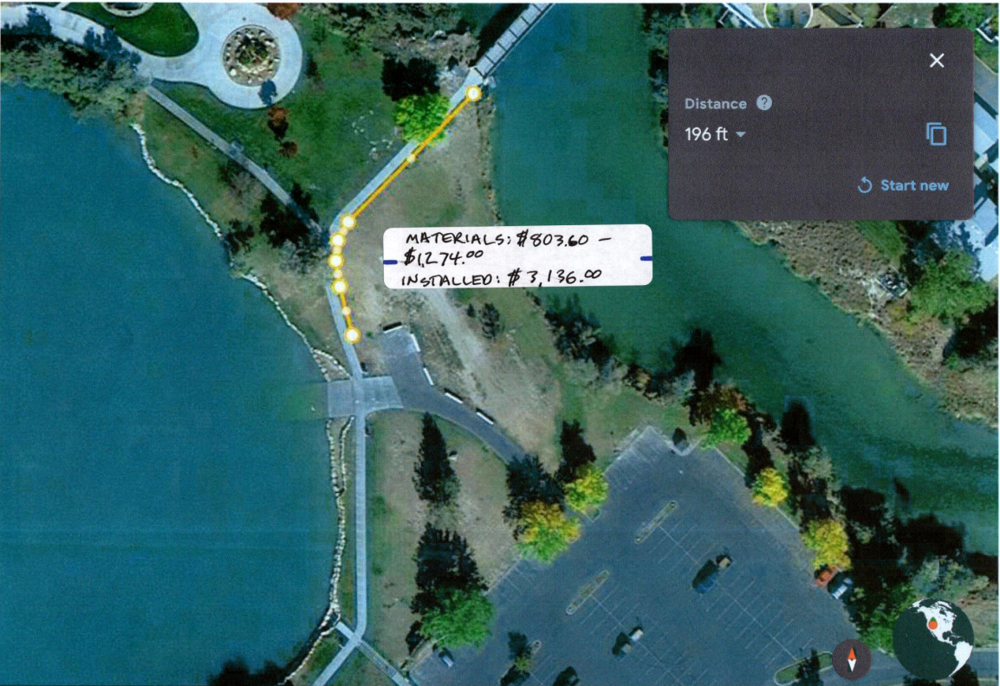 Distance ?
196 ft
Start new
MATERIALS: $803.60 –
$1,274.00
INSTALLED: $3,136.00